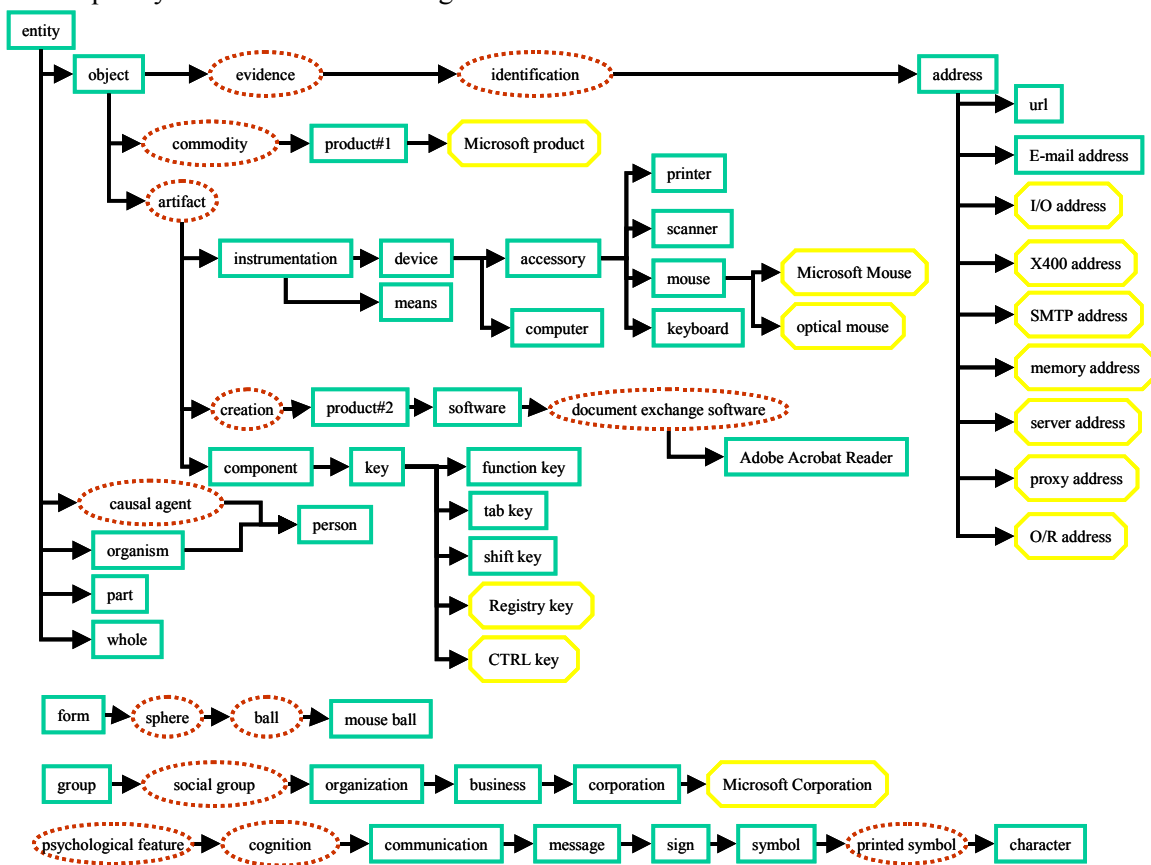 entity
object
evidence
identification
address
url
commodity
product#1
Microsoft product
E-mail address
printer
artifact
I/O address
scanner
instrumentation
device
accessory
X400 address
mouse
Microsoft Mouse
means
SMTP address
computer
keyboard
optical mouse
memory address
creation
product#2
software
document exchange software
server address
component
key
function key
Adobe Acrobat Reader
proxy address
causal agent
tab key
person
O/R address
organism
shift key
part
Registry key
whole
CTRL key
form
sphere
ball
mouse ball
group
social group
organization
business
corporation
Microsoft Corporation
psychological feature
cognition
communication
message
sign
symbol
printed symbol
character